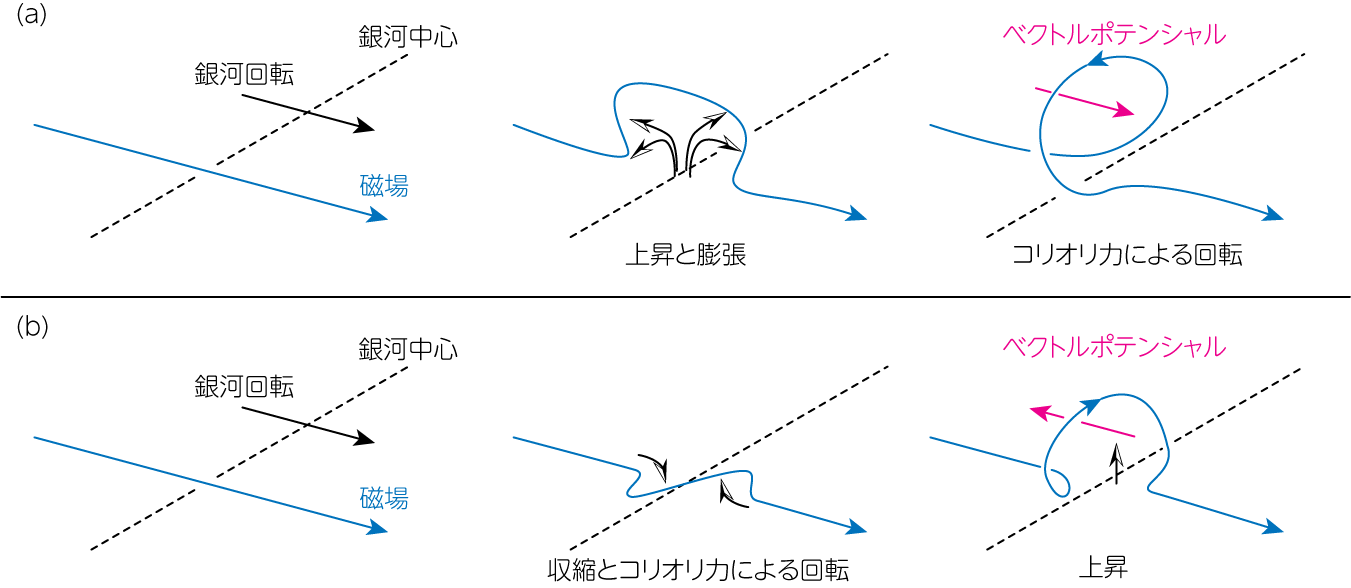 (a)
銀河中心
銀河回転
磁場
上昇と膨張
ベクトルポテンシャル
コリオリ力による回転
(b)
銀河中心
銀河回転
磁場
収縮とコリオリ力による回転
ベクトルポテンシャル
上昇